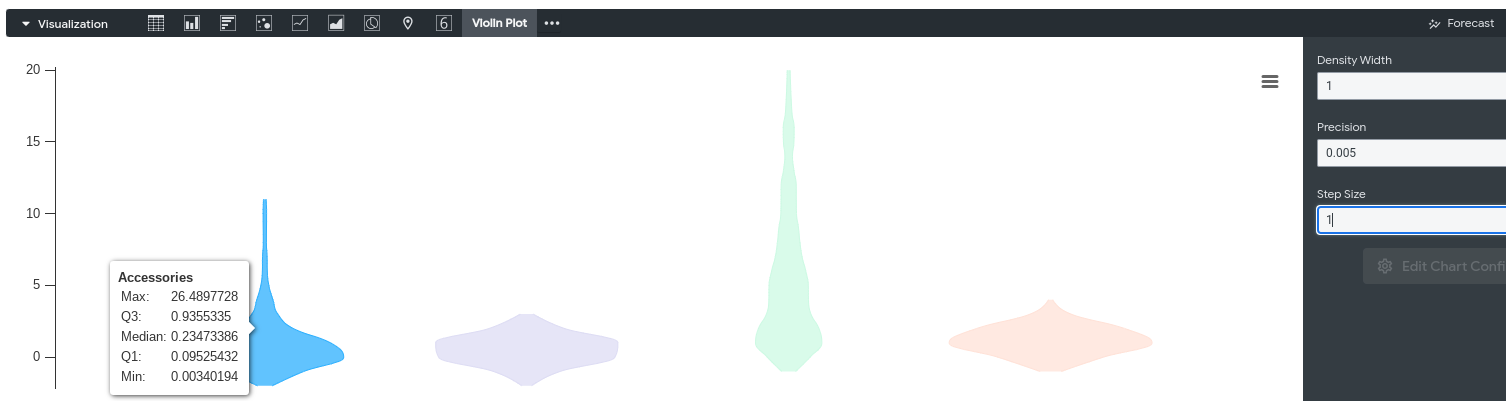 Visualization 6 Violin Plot ••• Forecast
Density Width
1
Precision
0.005
Step Size
1
Edit Chart Confi
20
15
10
5
0
Accessories
Max: 26.4897728
Q3: 0.9355335
Median: 0.23473386
Q1: 0.09525432
Min: 0.00340194